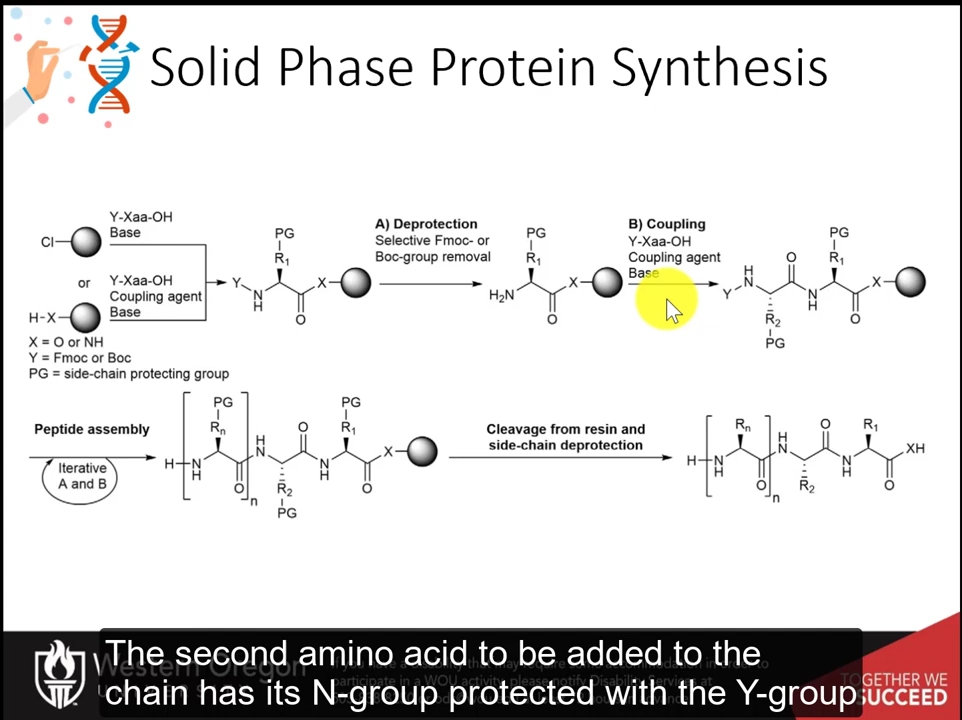 Solid Phase Protein Synthesis
Y-Xaa-OH
Base
Cl
or
Y-Xaa-OH
Coupling agent
Base
H-X
X = O or NH
Y = Fmoc or Boc
PG = side-chain protecting group
PG
R1
Y
N
H
X
O
A) Deprotection
Selective Fmoc- or
Boc-group removal
PG
R1
H2N
X
O
B) Coupling
Y-Xaa-OH
Coupling agent
Base
PG
H
N
O
R1
X
Y
N
H
R2
O
PG
Peptide assembly
Iterative
A and B
PG
PG
Rn
H
N
O
R1
X
H
N
H
O
n
R2
N
H
O
PG
Cleavage from resin and
side-chain deprotection
Rn
H
N
O
R1
XH
H
N
H
O
n
R2
N
H
O
The second amino acid to be added to the
chain has its N-group protected with the Y-group
Western Oregon
TOGETHER WE
SUCCEED